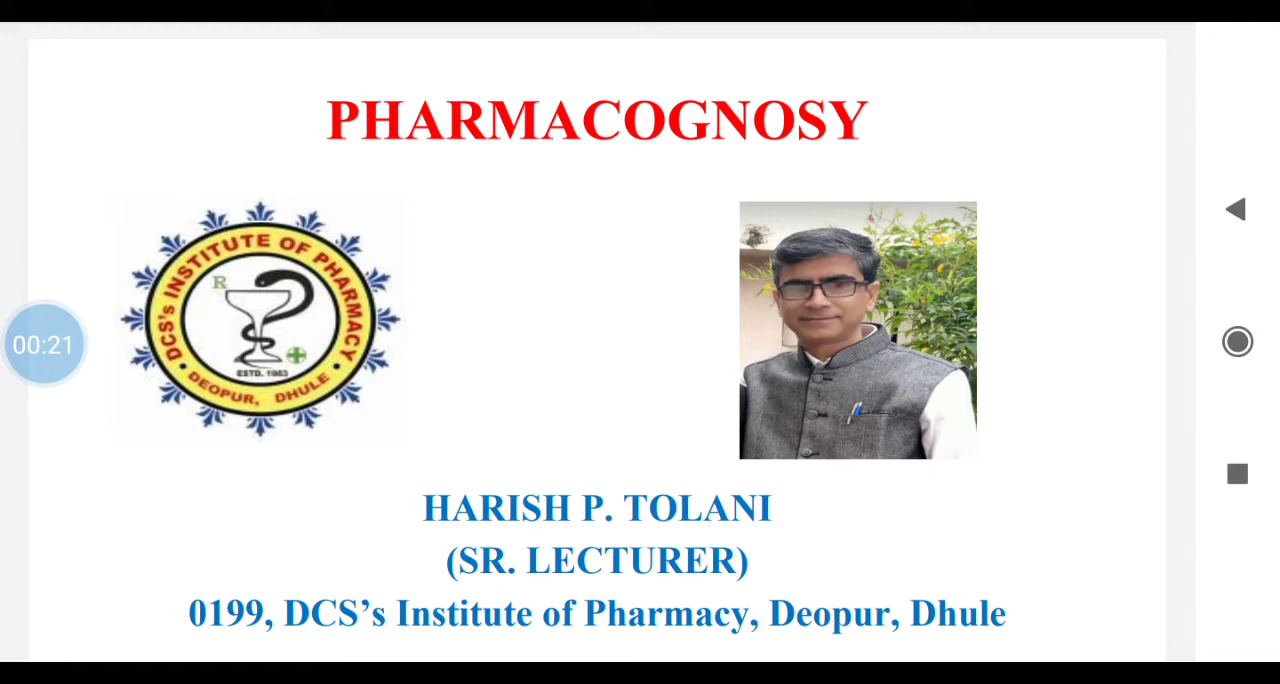 PHARMACOGNOSY
DCS's INSTITUTE OF PHARMACY
R
ESTD. 1983
DEOPUR, DHULE
00:21
HARISH P. TOLANI
(SR. LECTURER)
0199, DCS’s Institute of Pharmacy, Deopur, Dhule